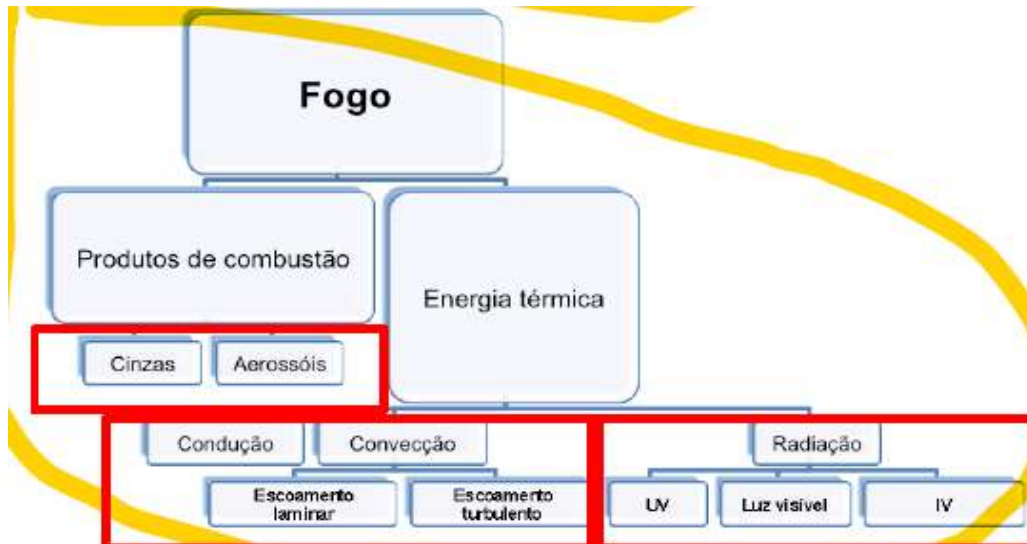 Fogo
Produtos de combustão
Energia térmica
Cinzas
Aerossóis
Condução
Convecção
Radiação
Escoamento
laminar
Escoamento
turbulento
UV
Luz visível
IV